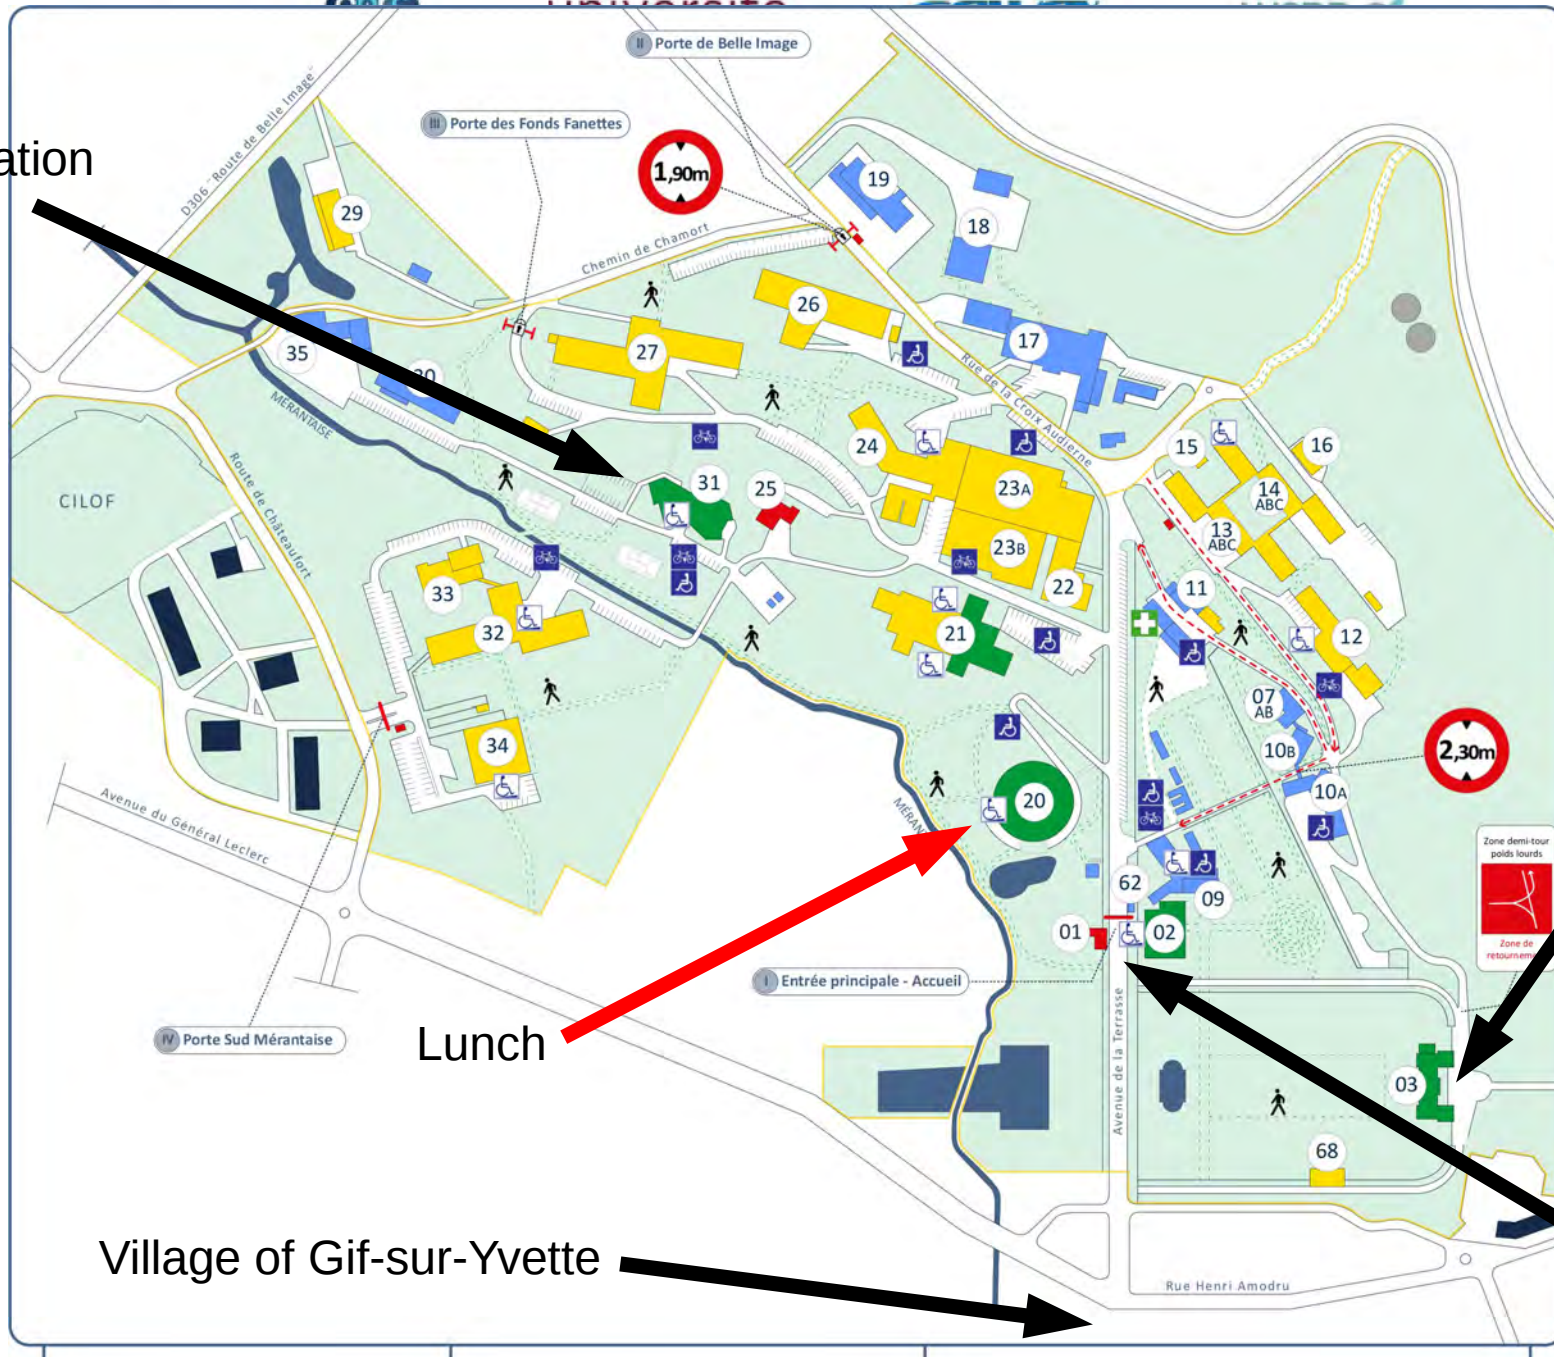 II Porte de Belle Image
III Porte des Fonds Fanettes
ation
1,90m
D306 "Route de Belle Image"
Chemin de Chamort
19
18
29
26
17
35
27
30
Rue de la Croix Audierne
MÉRANTAISE
24
15
16
31
25
23A
14
ABC
13
ABC
CILOF
Route de Châteaufort
23B
22
11
33
32
21
12
07
AB
34
10B
2,30m
20
10A
Avenue du Général Leclerc
Zone demi-tour
poids lourds
62
09
01
02
Zone de
I Entrée principale - Accueil
IV Porte Sud Mérantaise
Lunch
Avenue de la Terrasse
03
68
Village of Gif-sur-Yvette
Rue Henri Amodru